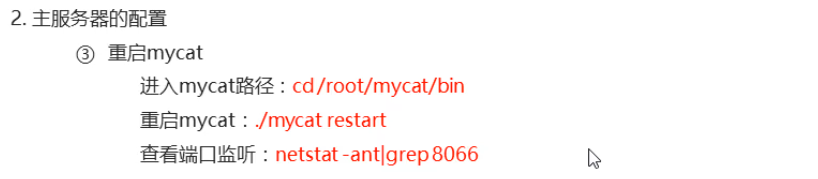 2. 主服务器的配置
③ 重启mycat
进入mycat路径：cd /root/mycat/bin
重启mycat：./mycat restart
查看端口监听：netstat -ant|grep 8066